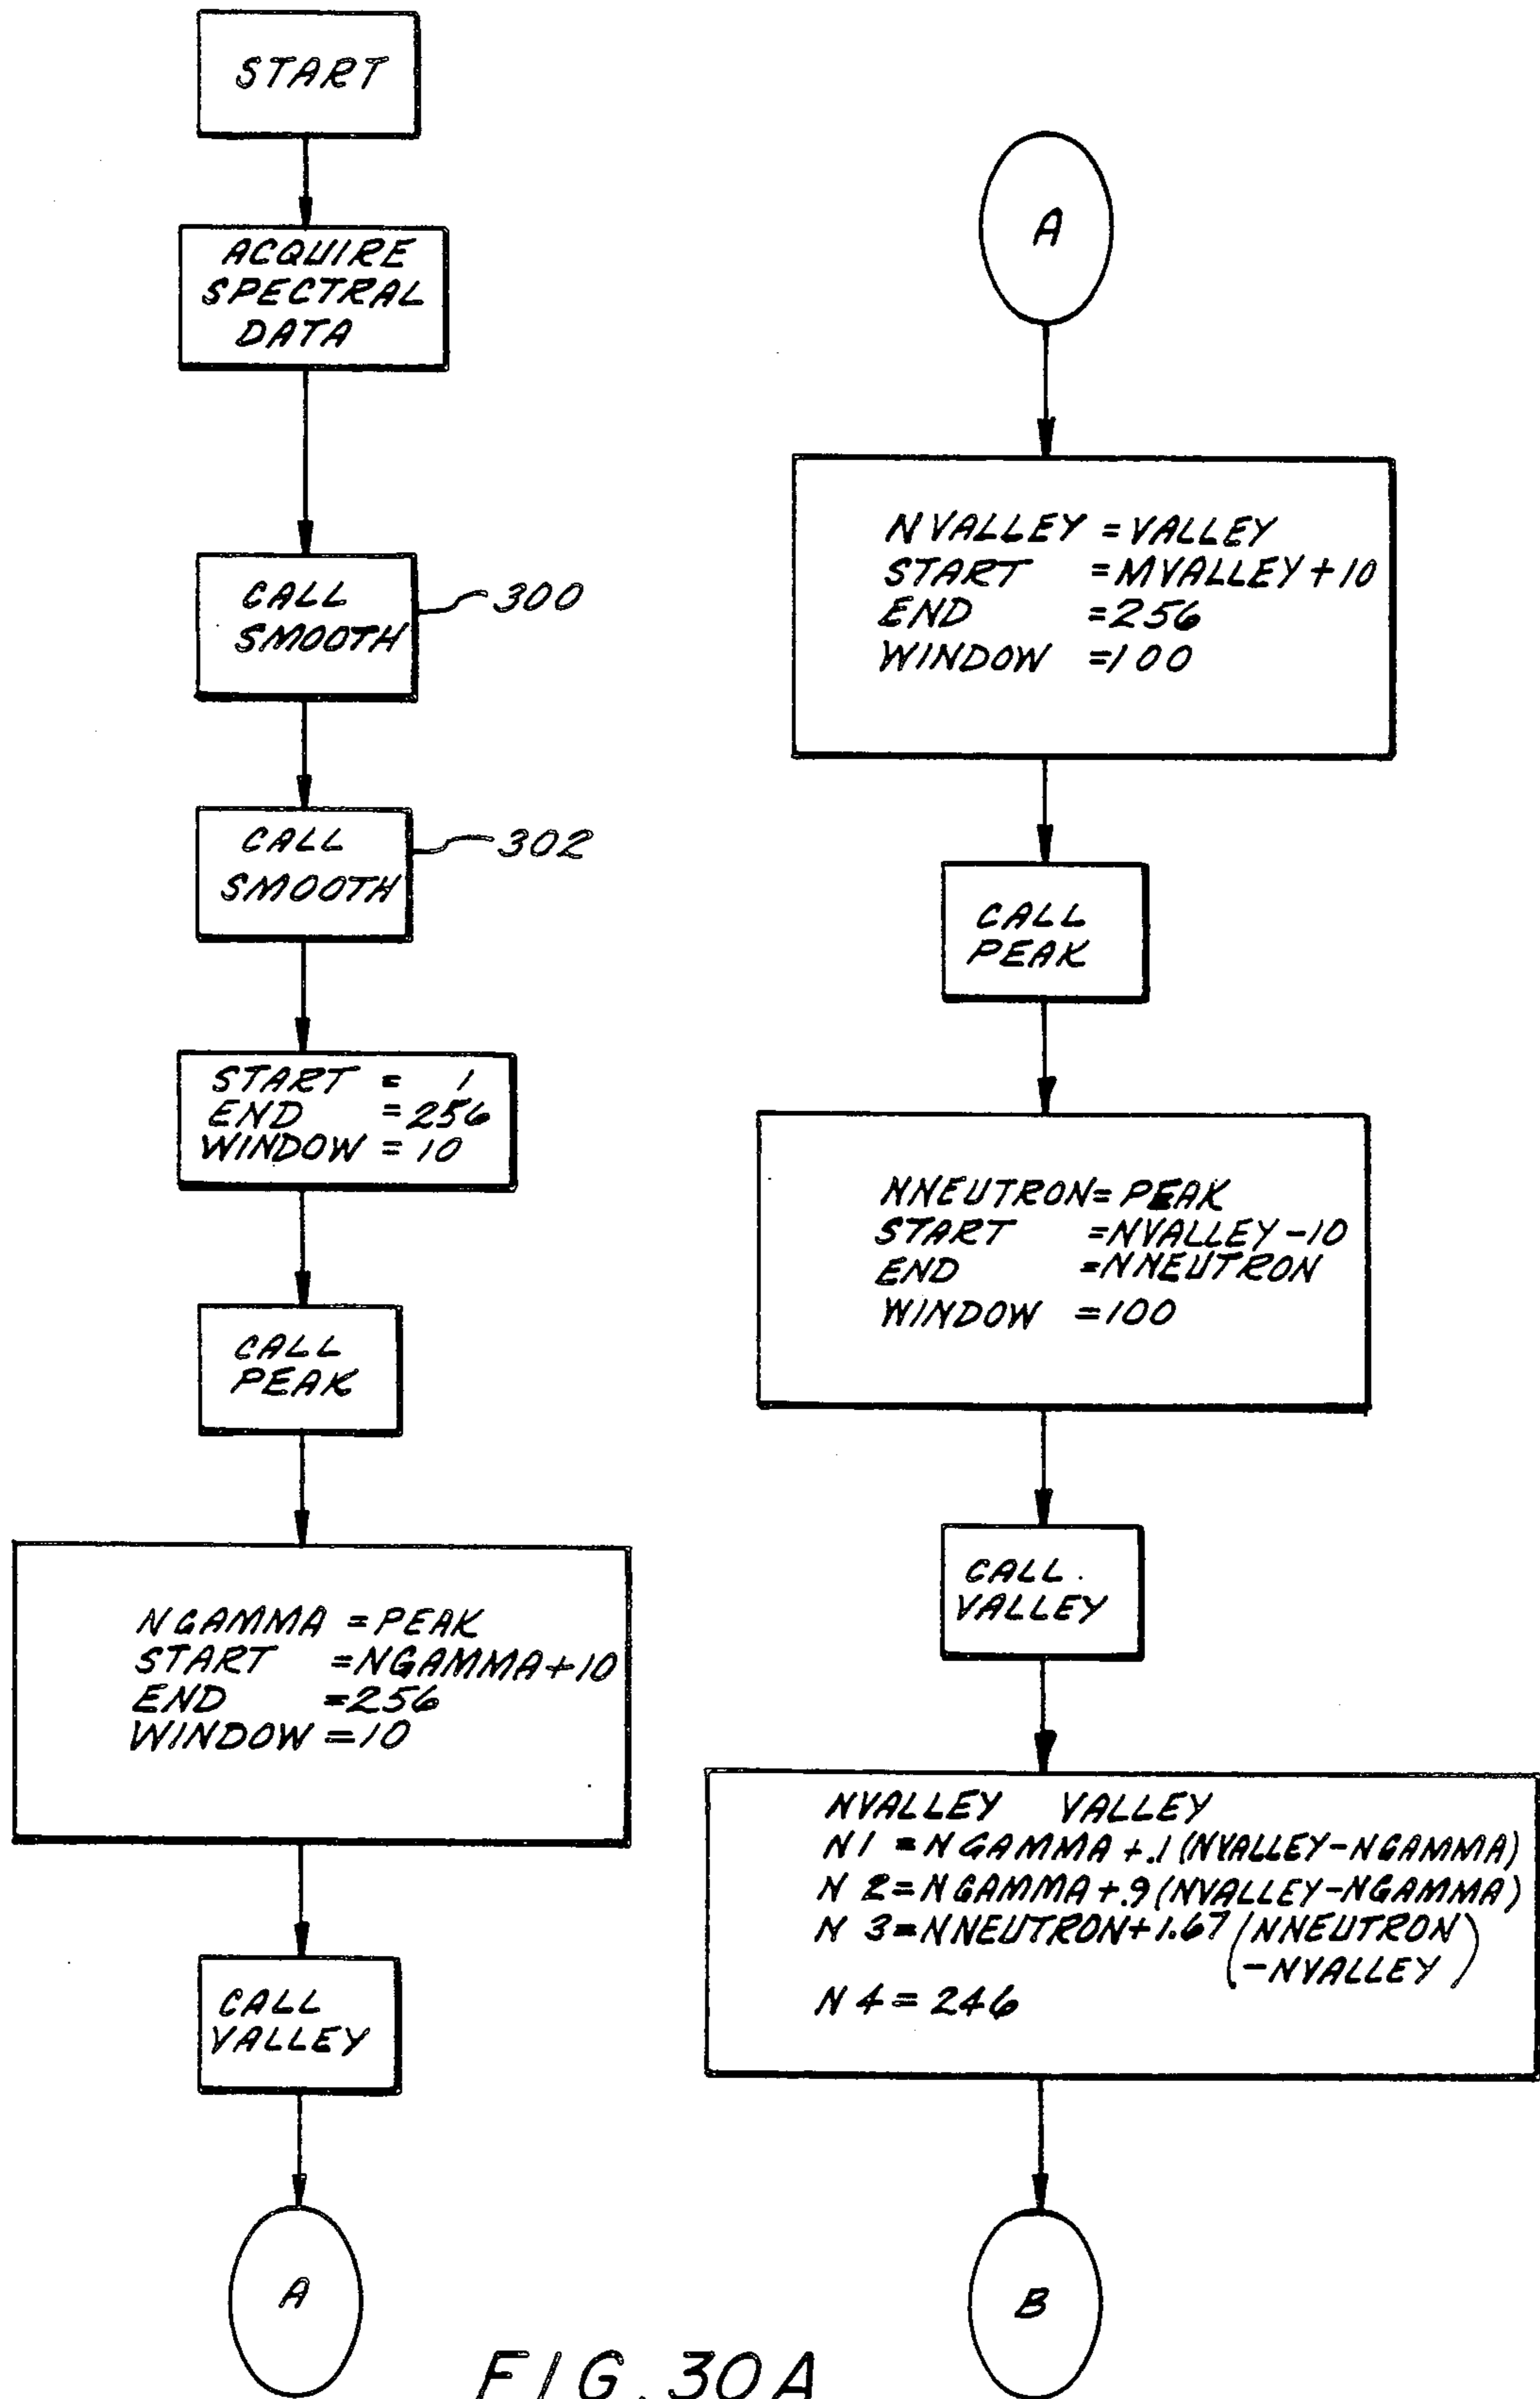 START
ACQUIRE
SPECTRAL
DATA
CALL
SMOOTH
300
CALL
SMOOTH
302
START = 1
END = 256
WINDOW = 10
CALL
PEAK
NGAMMA = PEAK
START = NGAMMA+10
END = 256
WINDOW = 10
CALL
VALLEY
A
A
NVALLEY = VALLEY
START = MVALLEY+10
END = 256
WINDOW = 100
CALL
PEAK
NNEUTRON = PEAK
START = NVALLEY-10
END = NNEUTRON
WINDOW = 100
CALL.
VALLEY
NVALLEY VALLEY
N1 = NGAMMA +.1(NVALLEY-NGAMMA)
N 2 = NGAMMA+.9(NVALLEY-NGAMMA)
N 3 = NNEUTRON+1.67(NNEUTRON
-NVALLEY)
N 4 = 246
B
FIG. 30A